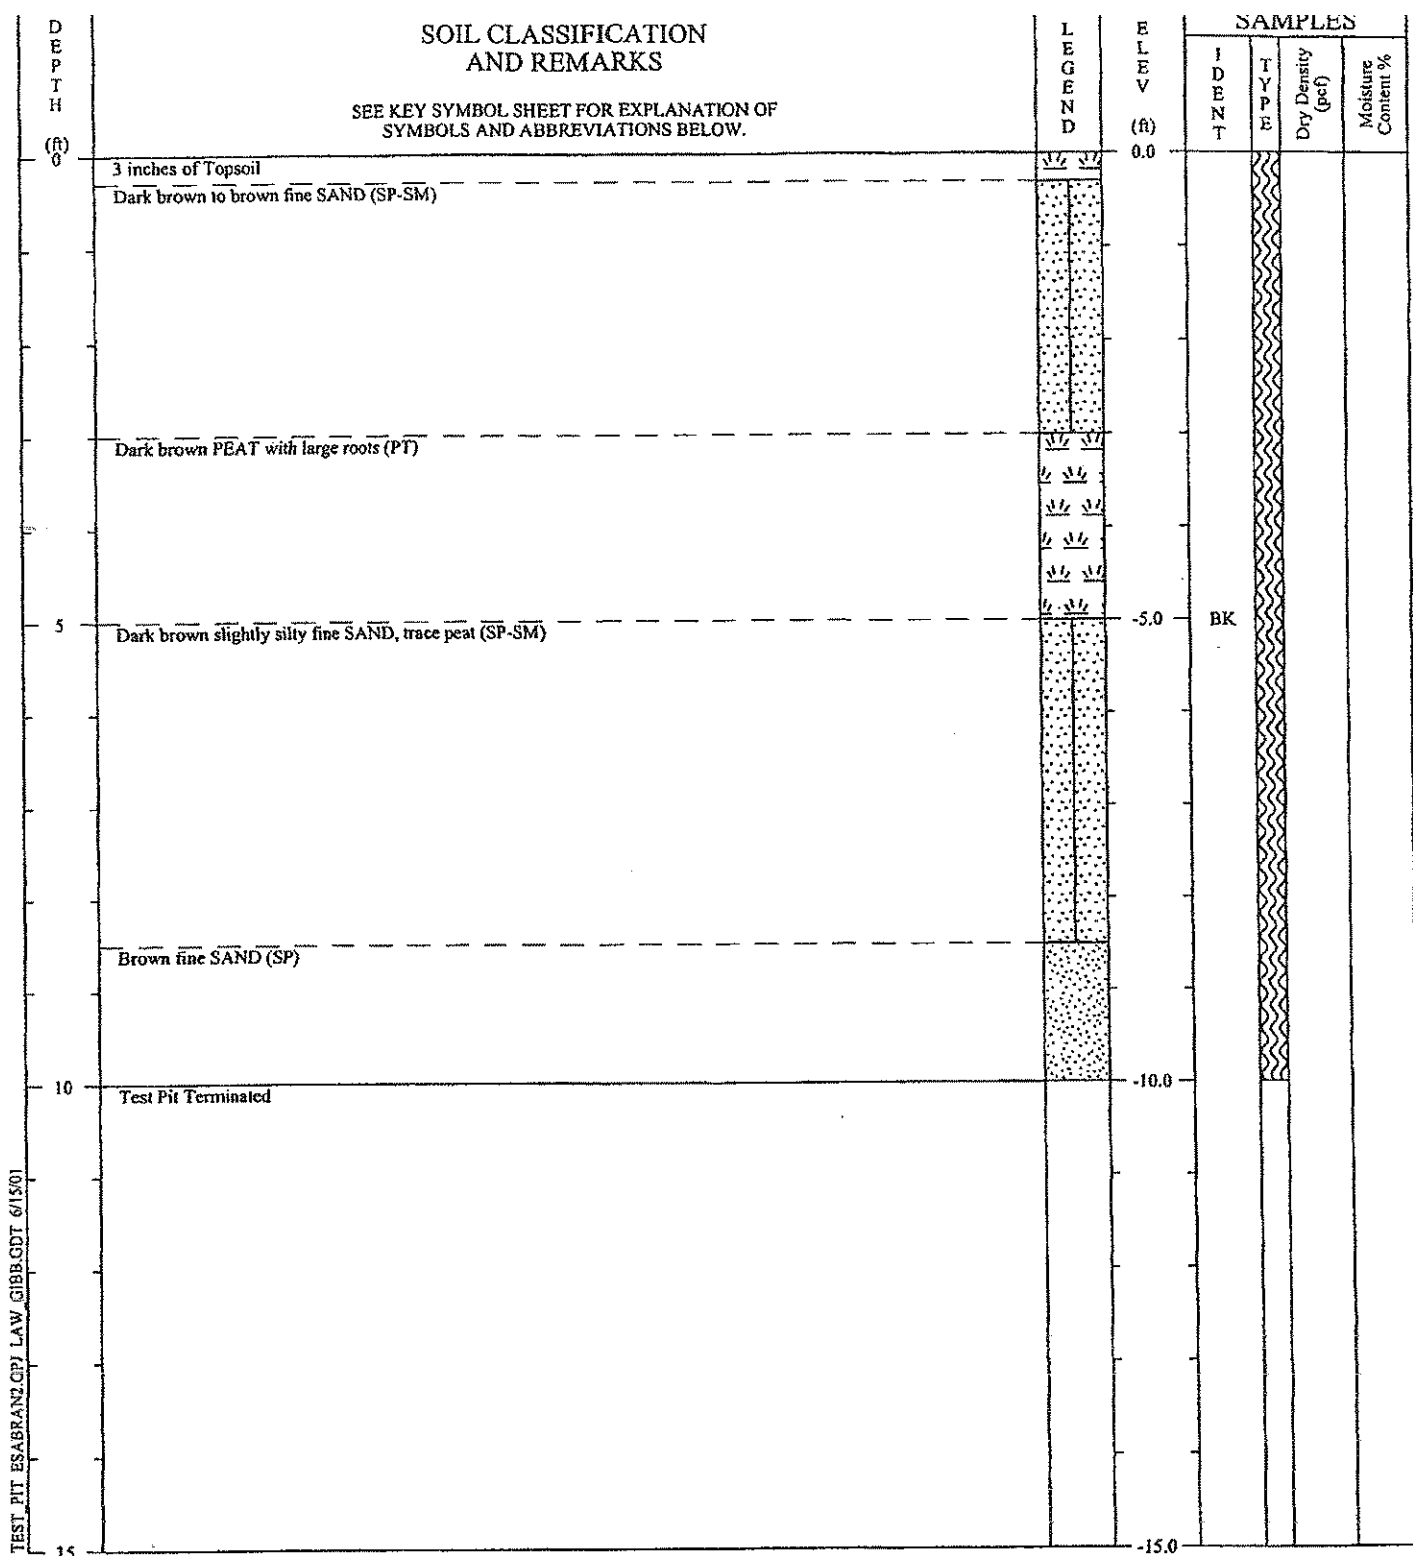 DEPTH
(ft)
SOIL CLASSIFICATION
AND REMARKS
SEE KEY SYMBOL SHEET FOR EXPLANATION OF
SYMBOLS AND ABBREVIATIONS BELOW.
LEGEND
ELEV
(ft)
SAMPLES
IDENT
TYPE
Dry Density
(pcf)
Moisture
Content %
0
0.0
3 inches of Topsoil
Dark brown to brown fine SAND (SP-SM)
Dark brown PEAT with large roots (PT)
5
-5.0
BK
Dark brown slightly silty fine SAND, trace peat (SP-SM)
Brown fine SAND (SP)
10
-10.0
Test Pit Terminated
15
-15.0
TEST_PIT ESABRAN2.GPJ LAW_GIBB.GDT 6/15/01